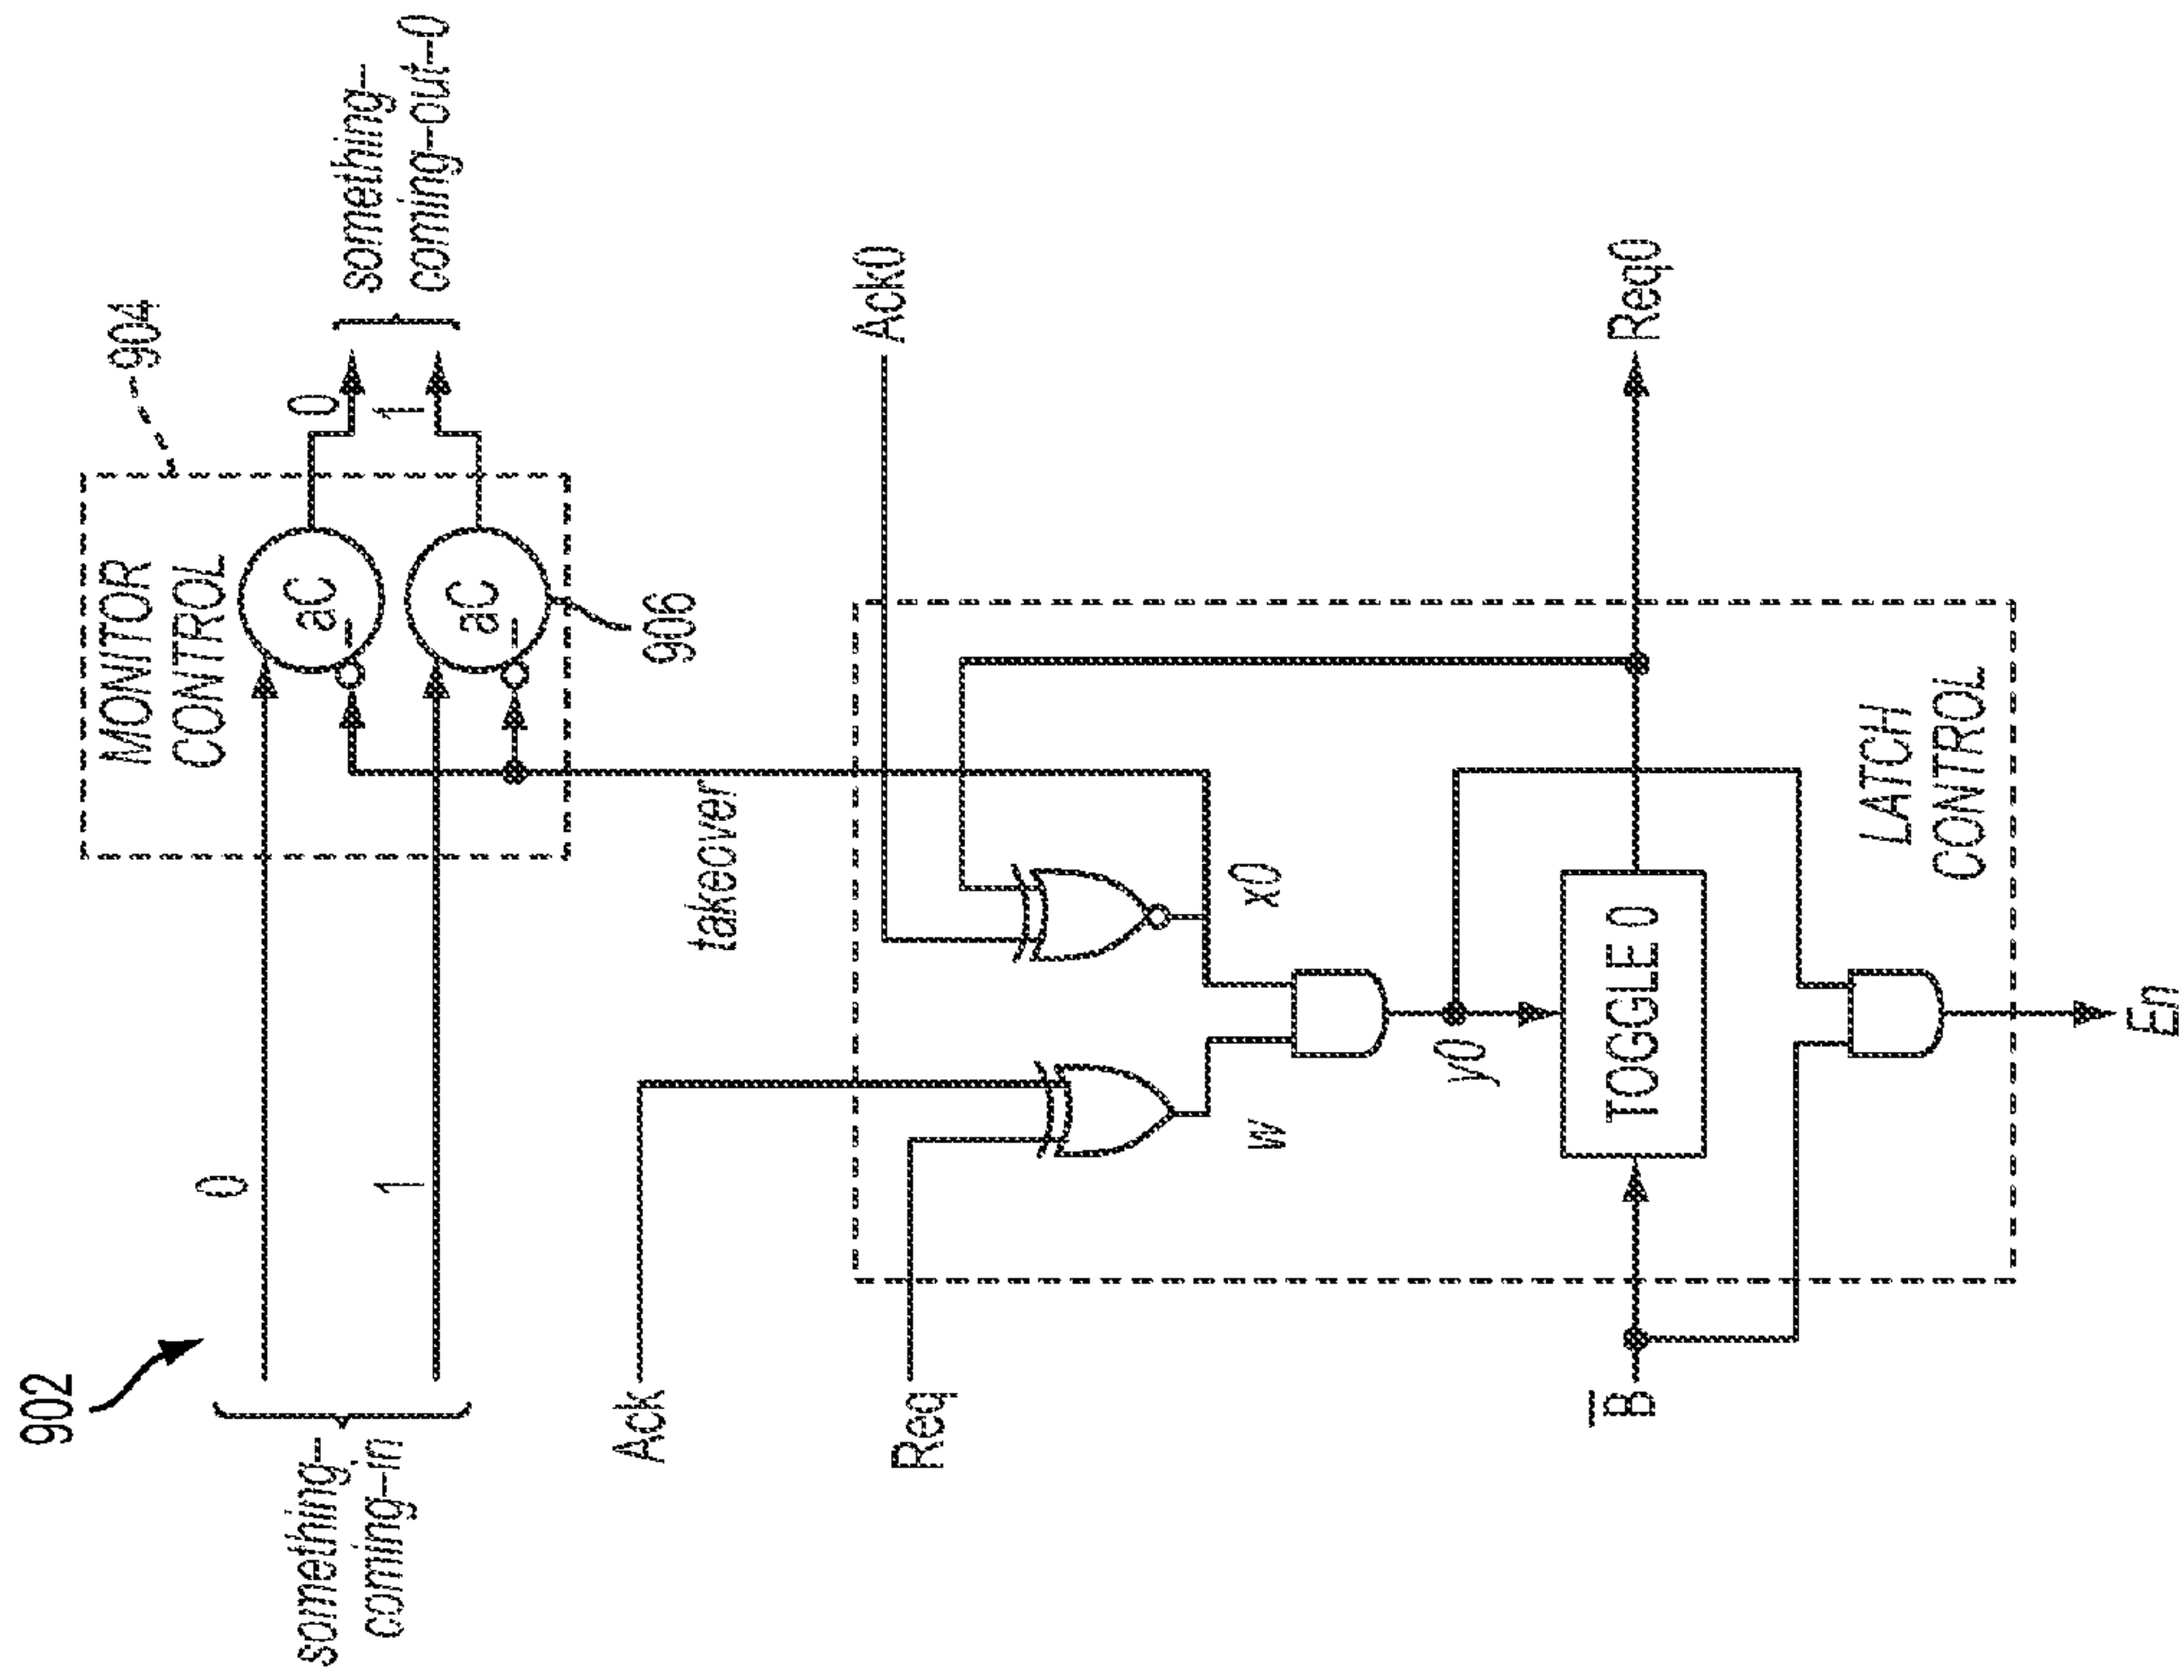 902
something–
coming–in
0
1
MONITOR
CONTROL
904
aC
aC
–
–
906
0
1
something–
coming–out–0
takeover
Ack
Req
Ack0
w
x0
y0
TOGGLE 0
B̅
Req0
LATCH
CONTROL
En